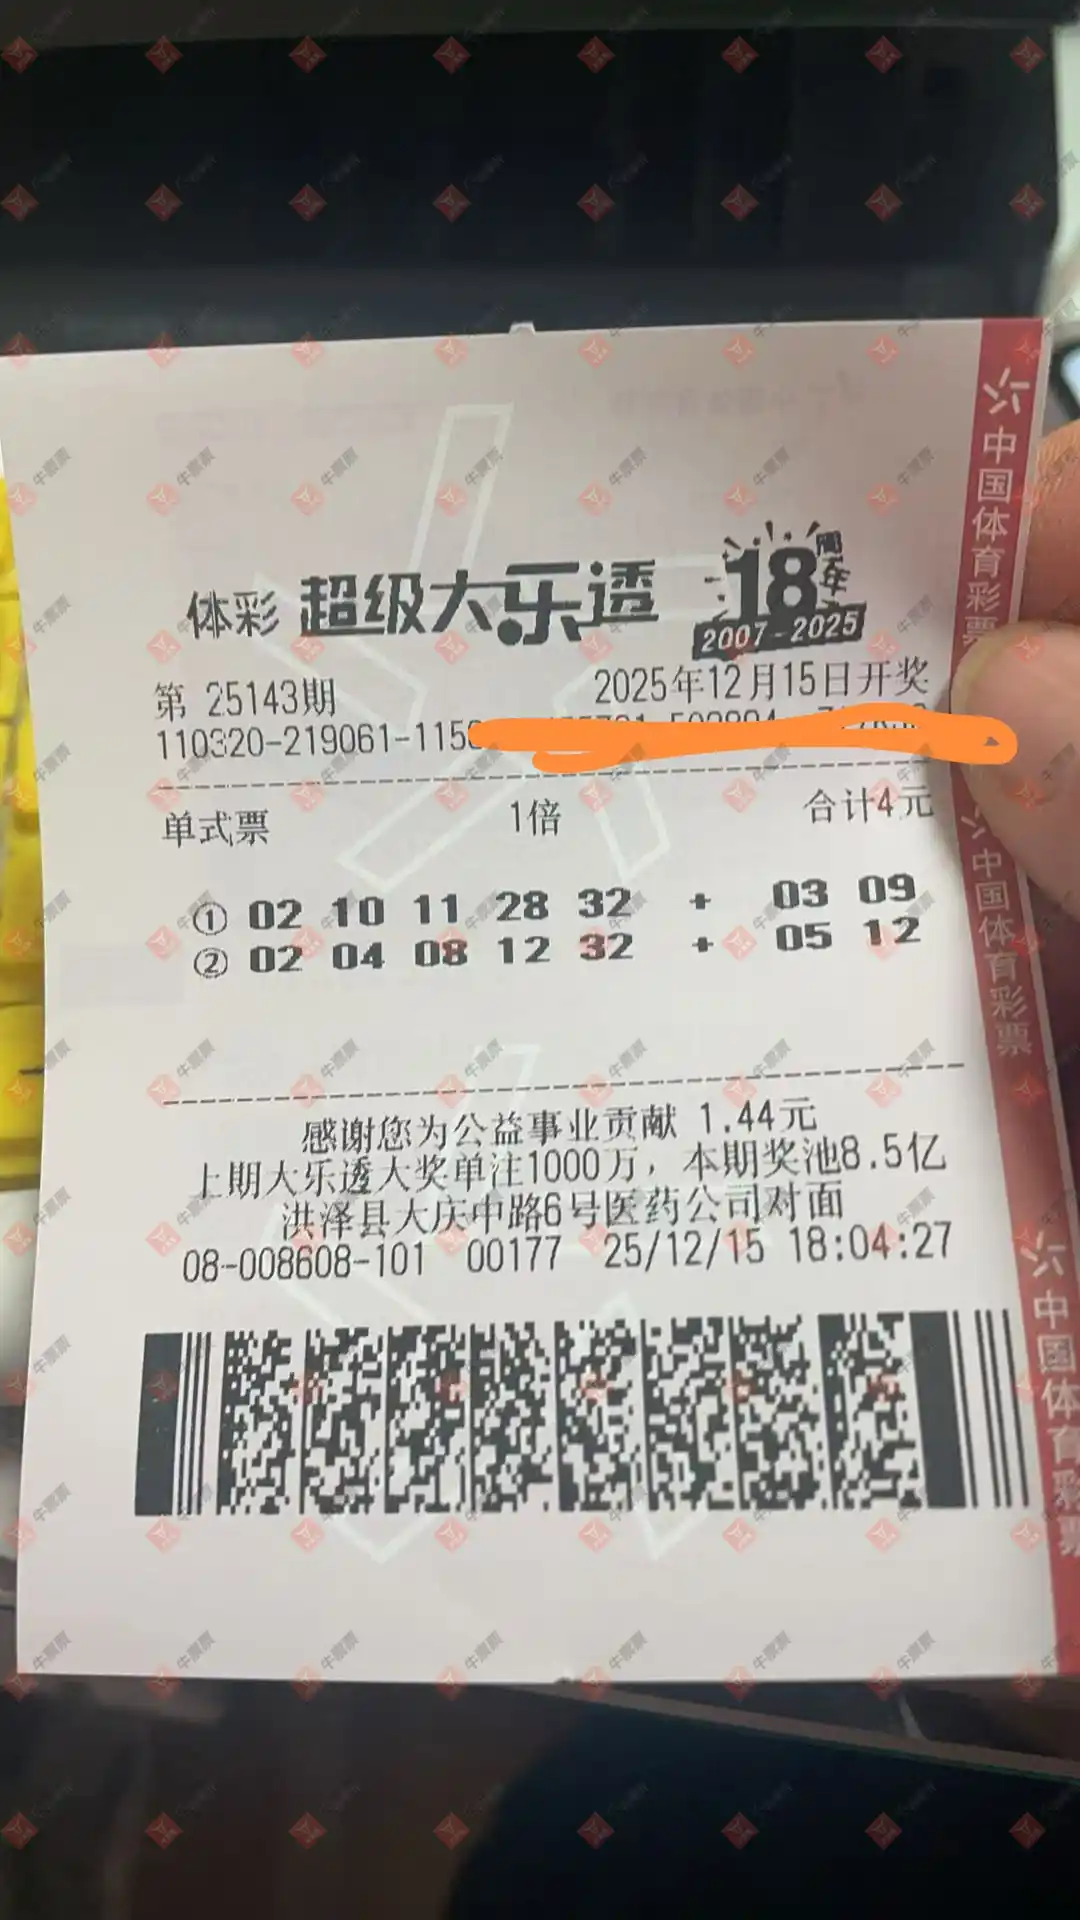 体彩 超级大乐透 18周年
2007-2025
第 25143期 2025年12月15日开奖
110320-219061-115
单式票 1倍 合计4元
① 02 10 11 28 32 + 03 09
② 02 04 08 12 32 + 05 12
感谢您为公益事业贡献 1.44元
上期大乐透大奖单注1000万，本期奖池8.5亿
洪泽县大庆中路6号医药公司对面
08-008608-101 00177 25/12/15 18:04:27
中国体育彩票
中国体育彩票
中国体育彩票
牛票票